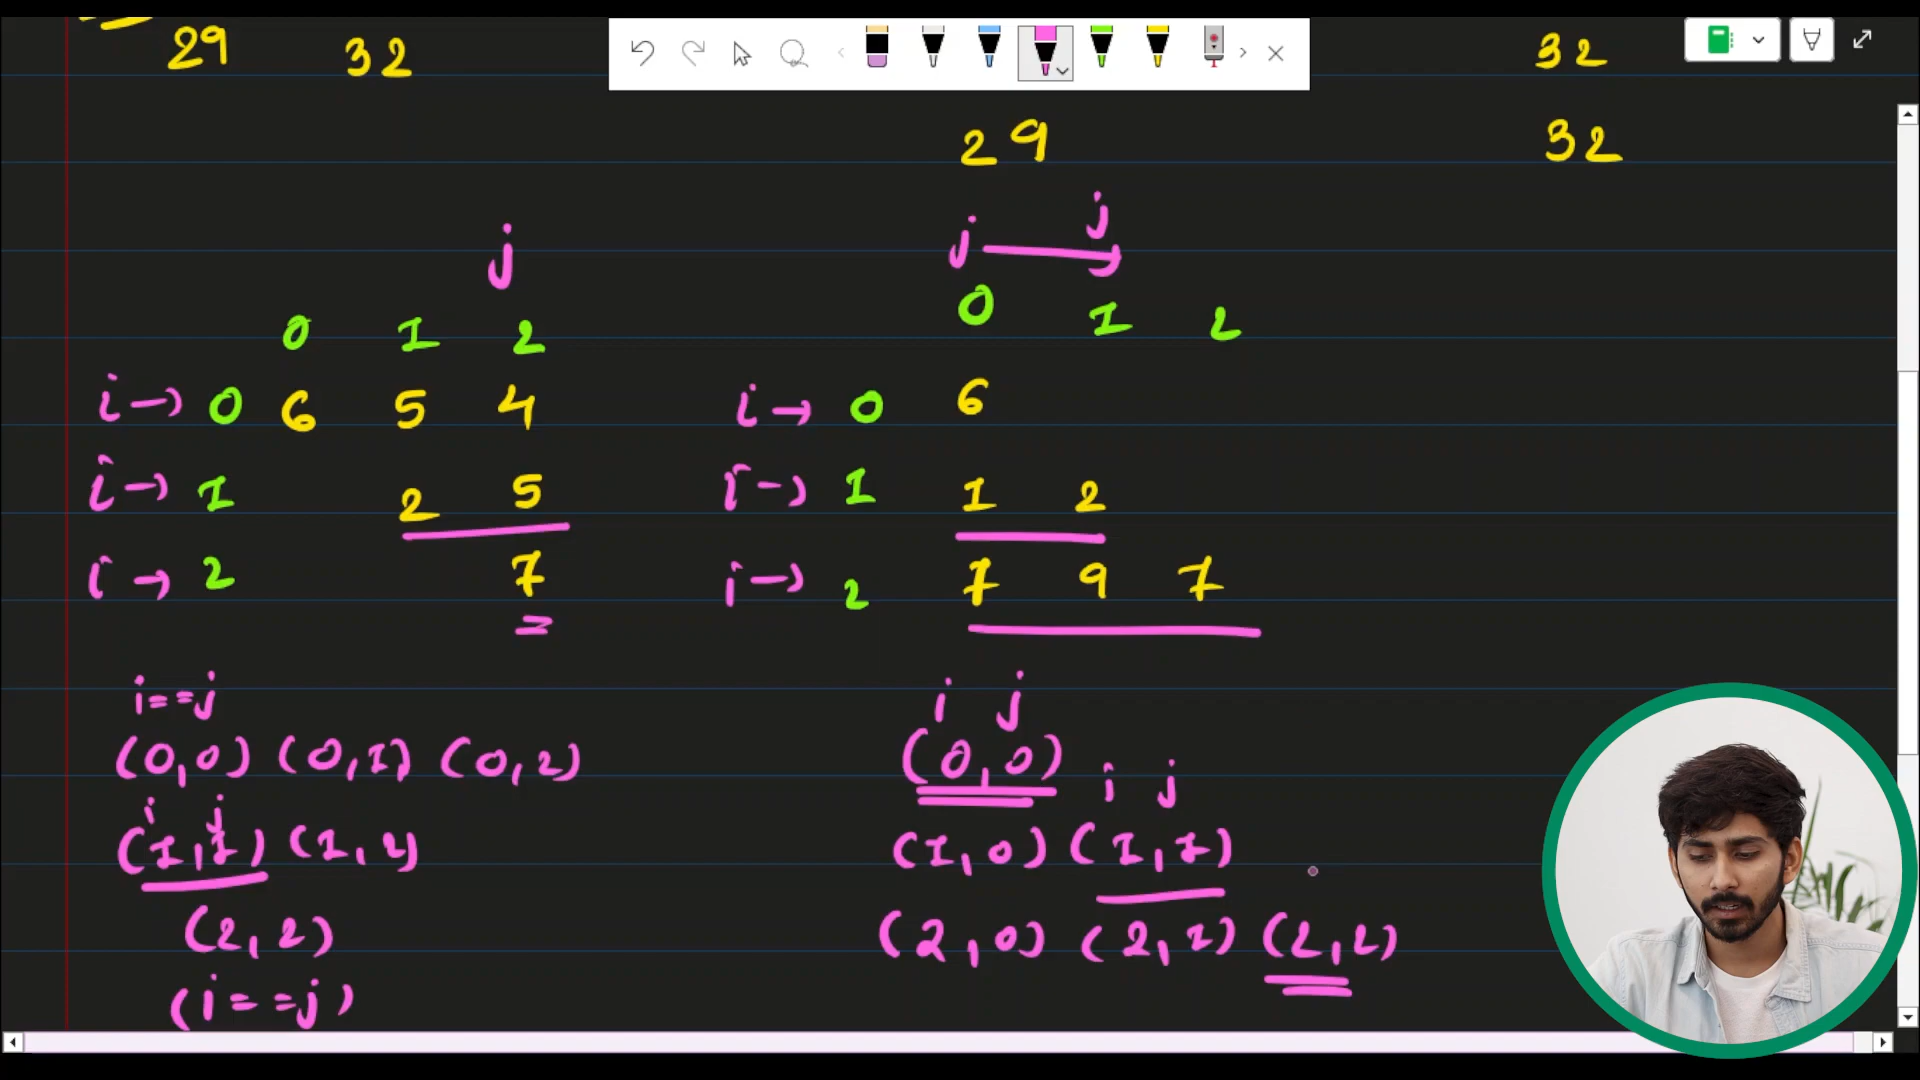 29 32 32
29 32
j j j
0 1 2 0 1 2
i → 0 6 5 4 i → 0 6
i → 1 2 5 i → 1 1 2
i → 2 7 i → 2 7 9 7
i==j i j
(0,0) (0,1) (0,2) (0,0)
i j i j
(1,1) (1,2) (1,0) (1,1)
(2,2) (2,0) (2,1) (2,2)
(i==j)